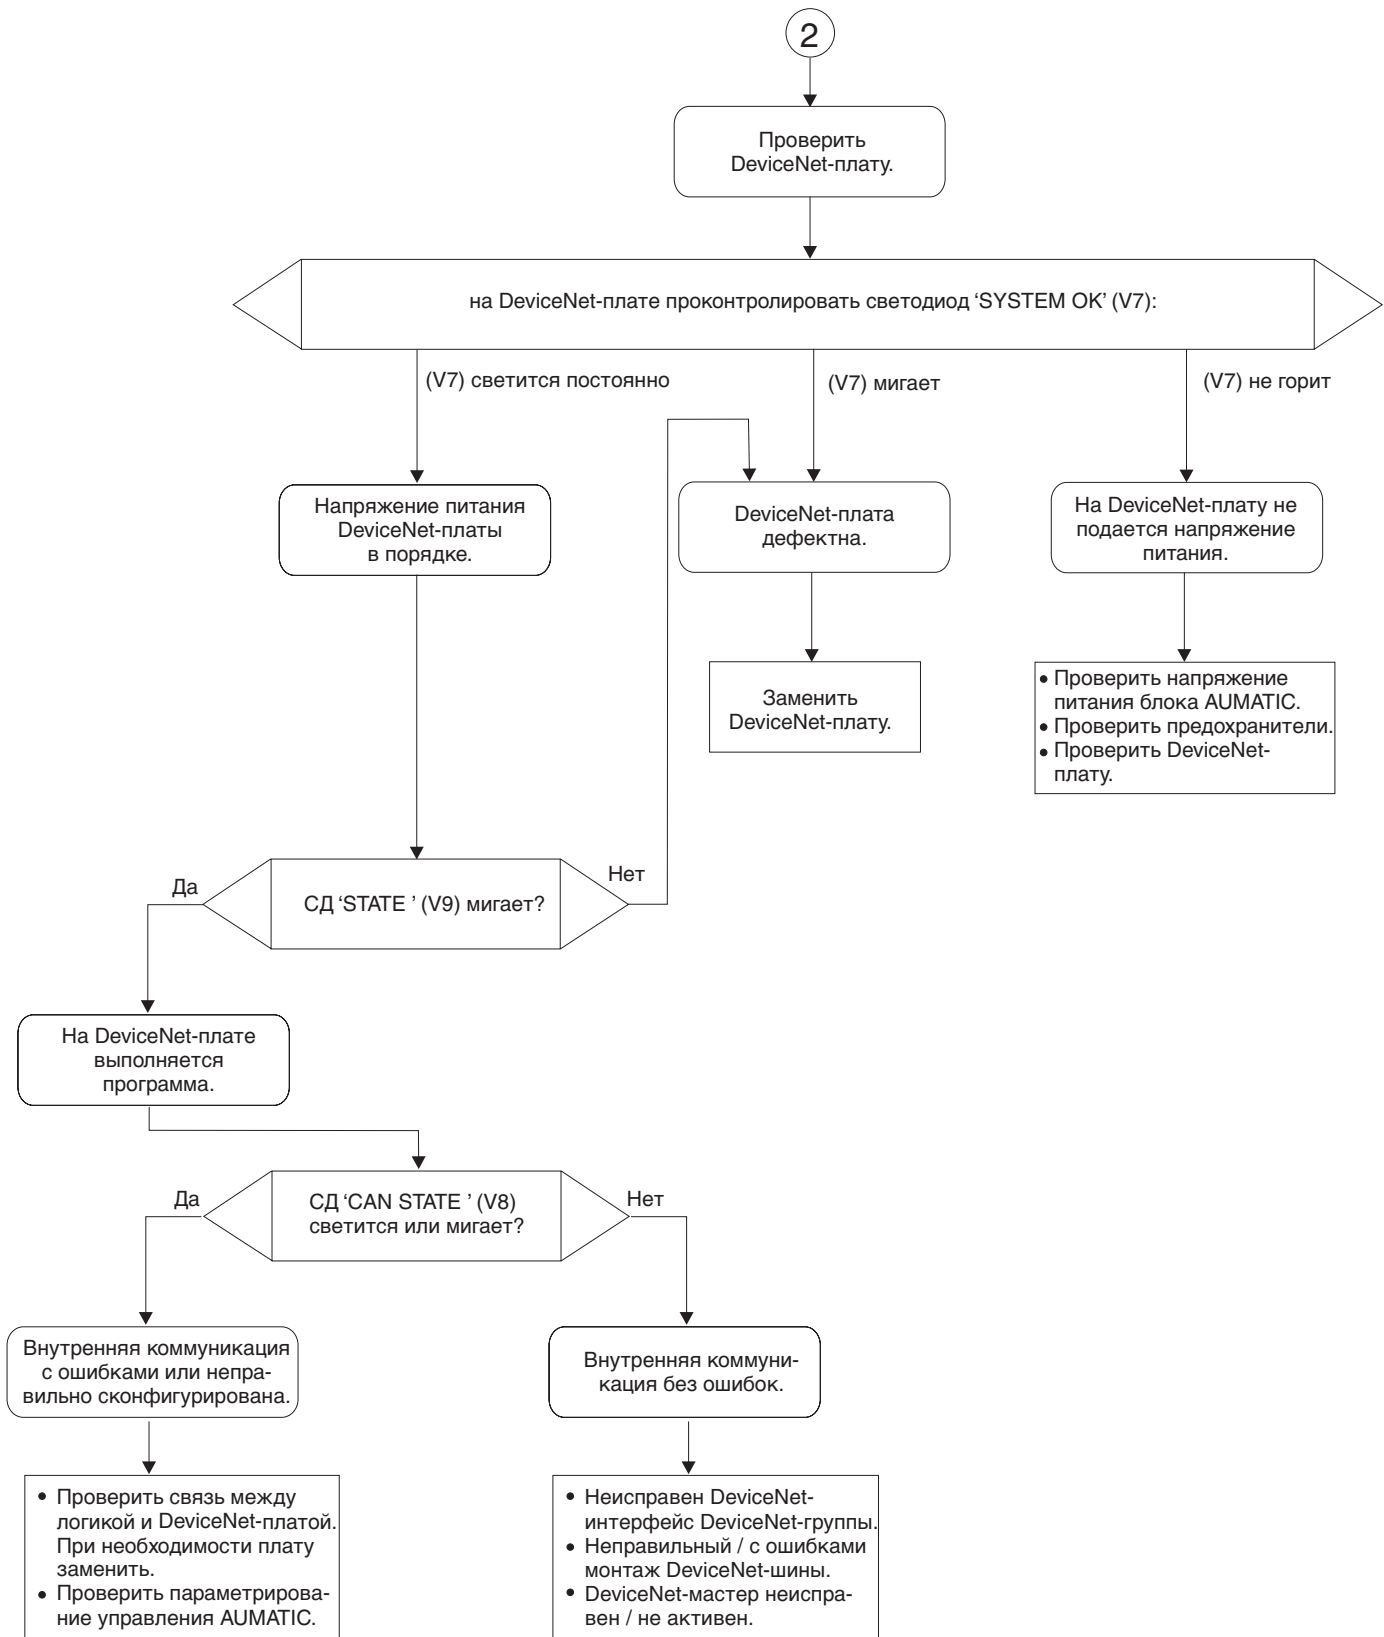 2
Проверить
DeviceNet-плату.
на DeviceNet-плате проконтролировать светодиод ‘SYSTEM OK’ (V7):
(V7) светится постоянно
(V7) мигает
(V7) не горит
Напряжение питания
DeviceNet-платы
в порядке.
DeviceNet-плата
дефектна.
На DeviceNet-плату не
подается напряжение
питания.
Заменить
DeviceNet-плату.
• Проверить напряжение
питания блока AUMATIC.
• Проверить предохранители.
• Проверить DeviceNet-
плату.
Да
СД ‘STATE ’ (V9) мигает?
Нет
На DeviceNet-плате
выполняется
программа.
Да
СД ‘CAN STATE ’ (V8)
светится или мигает?
Нет
Внутренняя коммуникация
с ошибками или непра-
вильно сконфигурирована.
Внутренняя коммуни-
кация без ошибок.
• Проверить связь между
логикой и DeviceNet-платой.
При необходимости плату
заменить.
• Проверить параметрирова-
ние управления AUMATIC.
• Неисправен DeviceNet-
интерфейс DeviceNet-группы.
• Неправильный / с ошибками
монтаж DeviceNet-шины.
• DeviceNet-мастер неиспра-
вен / не активен.